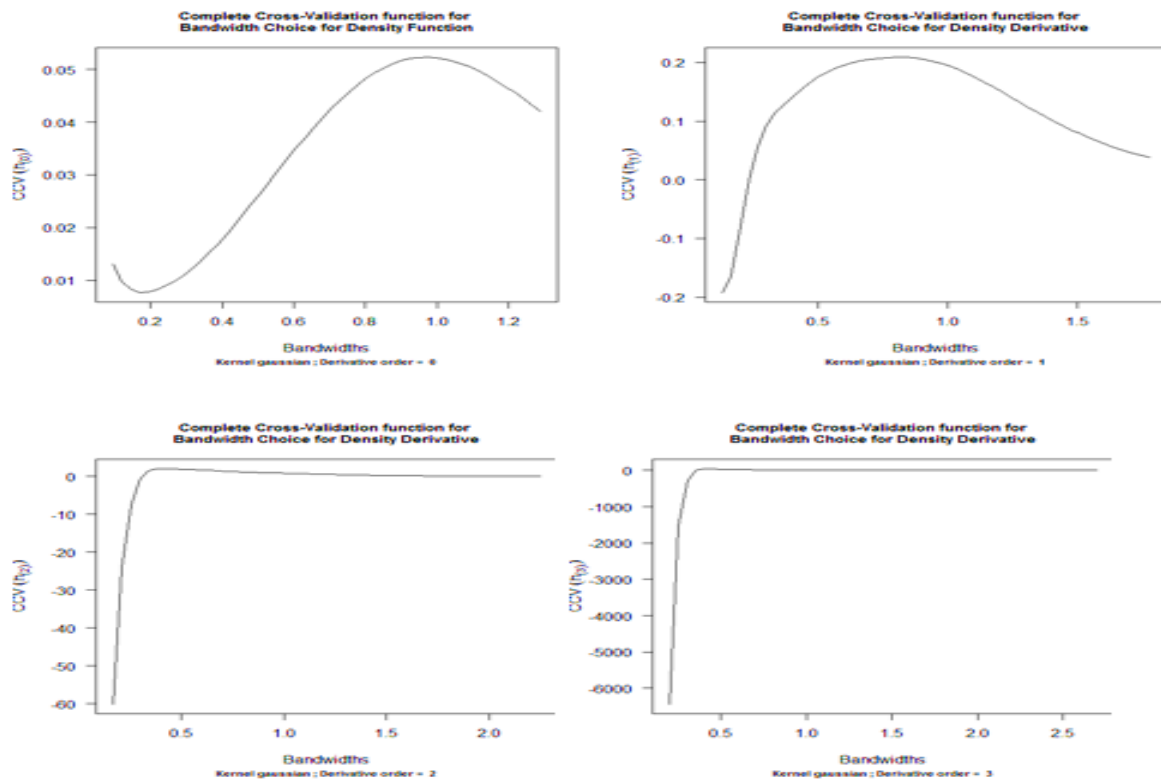 Complete Cross-Validation function for
Bandwidth Choice for Density Function
CCV (h(0))
0.05
0.04
0.03
0.02
0.01
0.2 0.4 0.6 0.8 1.0 1.2
Bandwidths
Kernel gaussian ; Derivative order = 0
Complete Cross-Validation function for
Bandwidth Choice for Density Derivative
CCV (h(1))
0.2
0.1
0.0
-0.1
-0.2
0.5 1.0 1.5
Bandwidths
Kernel gaussian ; Derivative order = 1
Complete Cross-Validation function for
Bandwidth Choice for Density Derivative
CCV (h(2))
0
-10
-20
-30
-40
-50
-60
0.5 1.0 1.5 2.0
Bandwidths
Kernel gaussian ; Derivative order = 2
Complete Cross-Validation function for
Bandwidth Choice for Density Derivative
CCV (h(3))
0
-1000
-2000
-3000
-4000
-5000
-6000
0.5 1.0 1.5 2.0 2.5
Bandwidths
Kernel gaussian ; Derivative order = 3